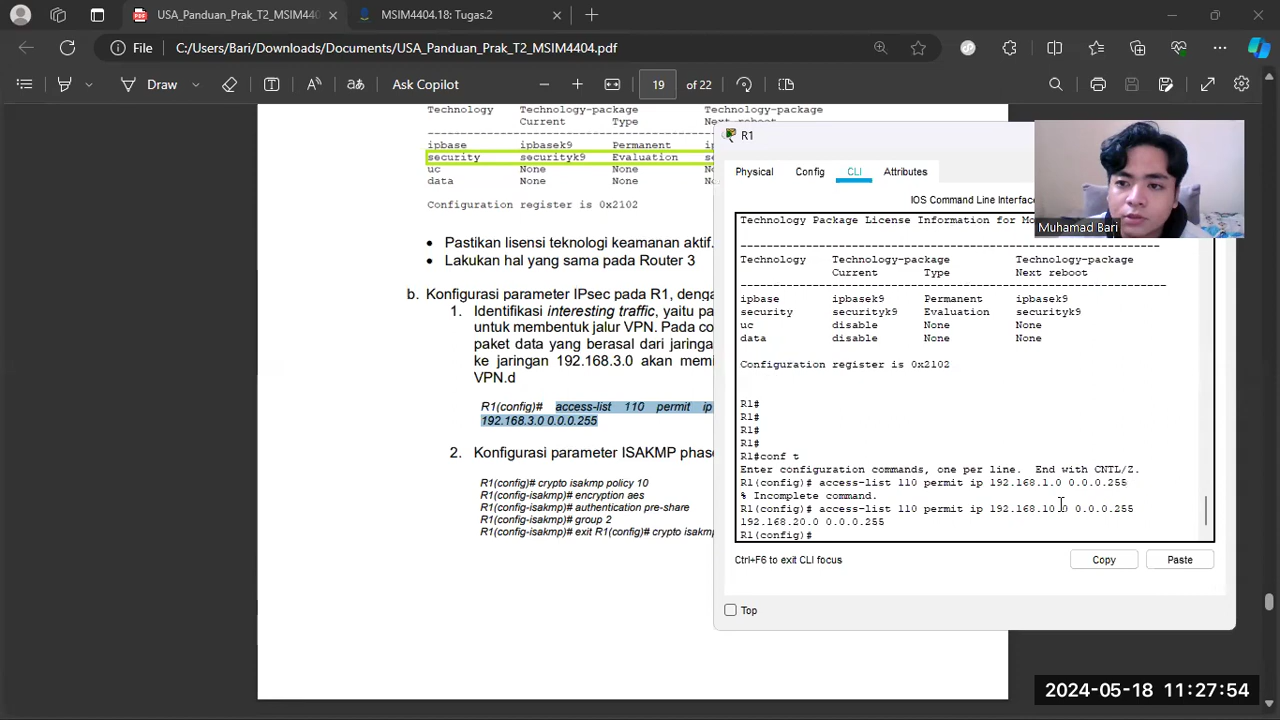 USA_Panduan_Prak_T2_MSIM440
MSIM4404.18: Tugas.2
File
C:/Users/Bari/Downloads/Documents/USA_Panduan_Prak_T2_MSIM4404.pdf
Draw
Ask Copilot
19 of 22
Technology Technology-package Technology-package
Current Type Next reboot
ipbase ipbasek9 Permanent
security securityk9 Evaluation
uc None None
data None None
Configuration register is 0x2102
• Pastikan lisensi teknologi keamanan aktif.
• Lakukan hal yang sama pada Router 3
b. Konfigurasi parameter IPsec pada R1, denga
1. Identifikasi interesting traffic, yaitu pa
untuk membentuk jalur VPN. Pada co
paket data yang berasal dari jaringa
ke jaringan 192.168.3.0 akan memi
VPN.d
R1(config)# access-list 110 permit ip
192.168.3.0 0.0.0.255
2. Konfigurasi parameter ISAKMP phase
R1(config)# crypto isakmp policy 10
R1(config-isakmp)# encryption aes
R1(config-isakmp)# authentication pre-share
R1(config-isakmp)# group 2
R1(config-isakmp)# exit R1(config)# crypto isakmp
R1
Physical Config CLI Attributes
IOS Command Line Interface
Technology Package License Information for Mo
----------------------------------------------------------------
Technology Technology-package Technology-package
Current Type Next reboot
-----------------------------------------------------------------
ipbase ipbasek9 Permanent ipbasek9
security securityk9 Evaluation securityk9
uc disable None None
data disable None None
Configuration register is 0x2102
R1#
R1#
R1#
R1#
R1#conf t
Enter configuration commands, one per line. End with CNTL/Z.
R1(config)# access-list 110 permit ip 192.168.1.0 0.0.0.255
% Incomplete command.
R1(config)# access-list 110 permit ip 192.168.10.0 0.0.0.255
192.168.20.0 0.0.0.255
R1(config)#
Ctrl+F6 to exit CLI focus
Copy Paste
Top
Muhamad Bari
2024-05-18 11:27:54